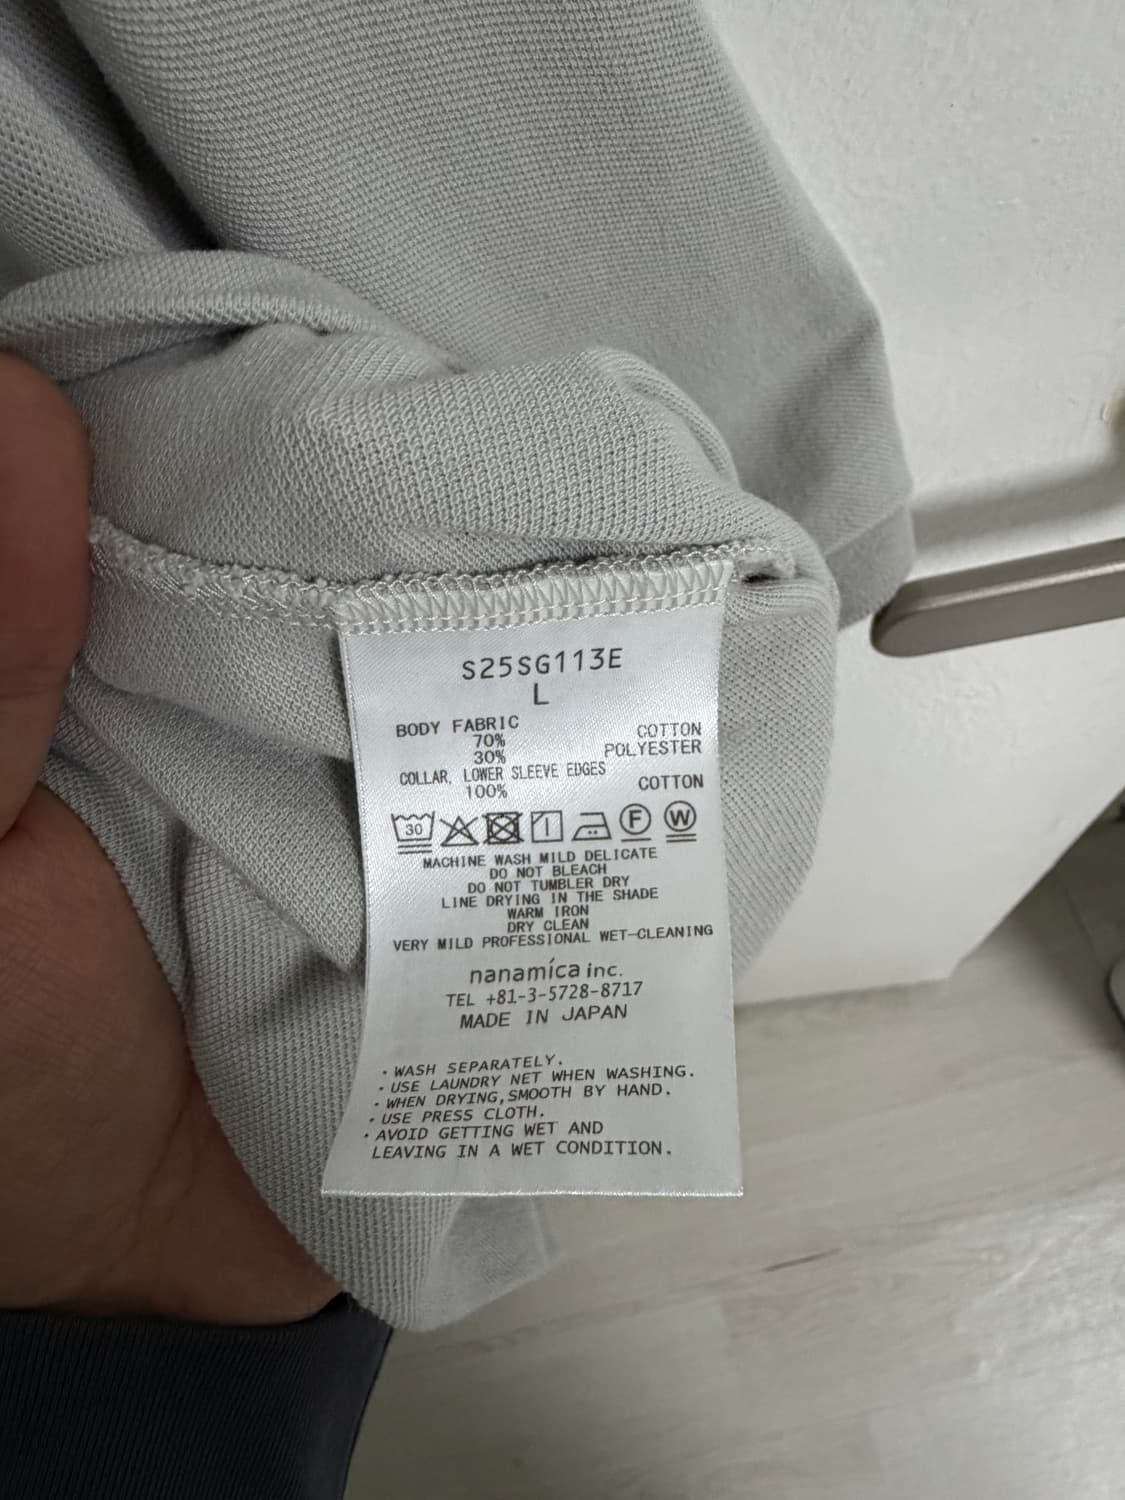 S25SG113E
L
BODY FABRIC
70% COTTON
30% POLYESTER
COLLAR, LOWER SLEEVE EDGES
100% COTTON
30 F W
MACHINE WASH MILD DELICATE
DO NOT BLEACH
DO NOT TUMBLER DRY
LINE DRYING IN THE SHADE
WARM IRON
DRY CLEAN
VERY MILD PROFESSIONAL WET-CLEANING
nanamíca inc.
TEL +81-3-5728-8717
MADE IN JAPAN
・WASH SEPARATELY.
・USE LAUNDRY NET WHEN WASHING.
・WHEN DRYING,SMOOTH BY HAND.
・USE PRESS CLOTH.
・AVOID GETTING WET AND
LEAVING IN A WET CONDITION.